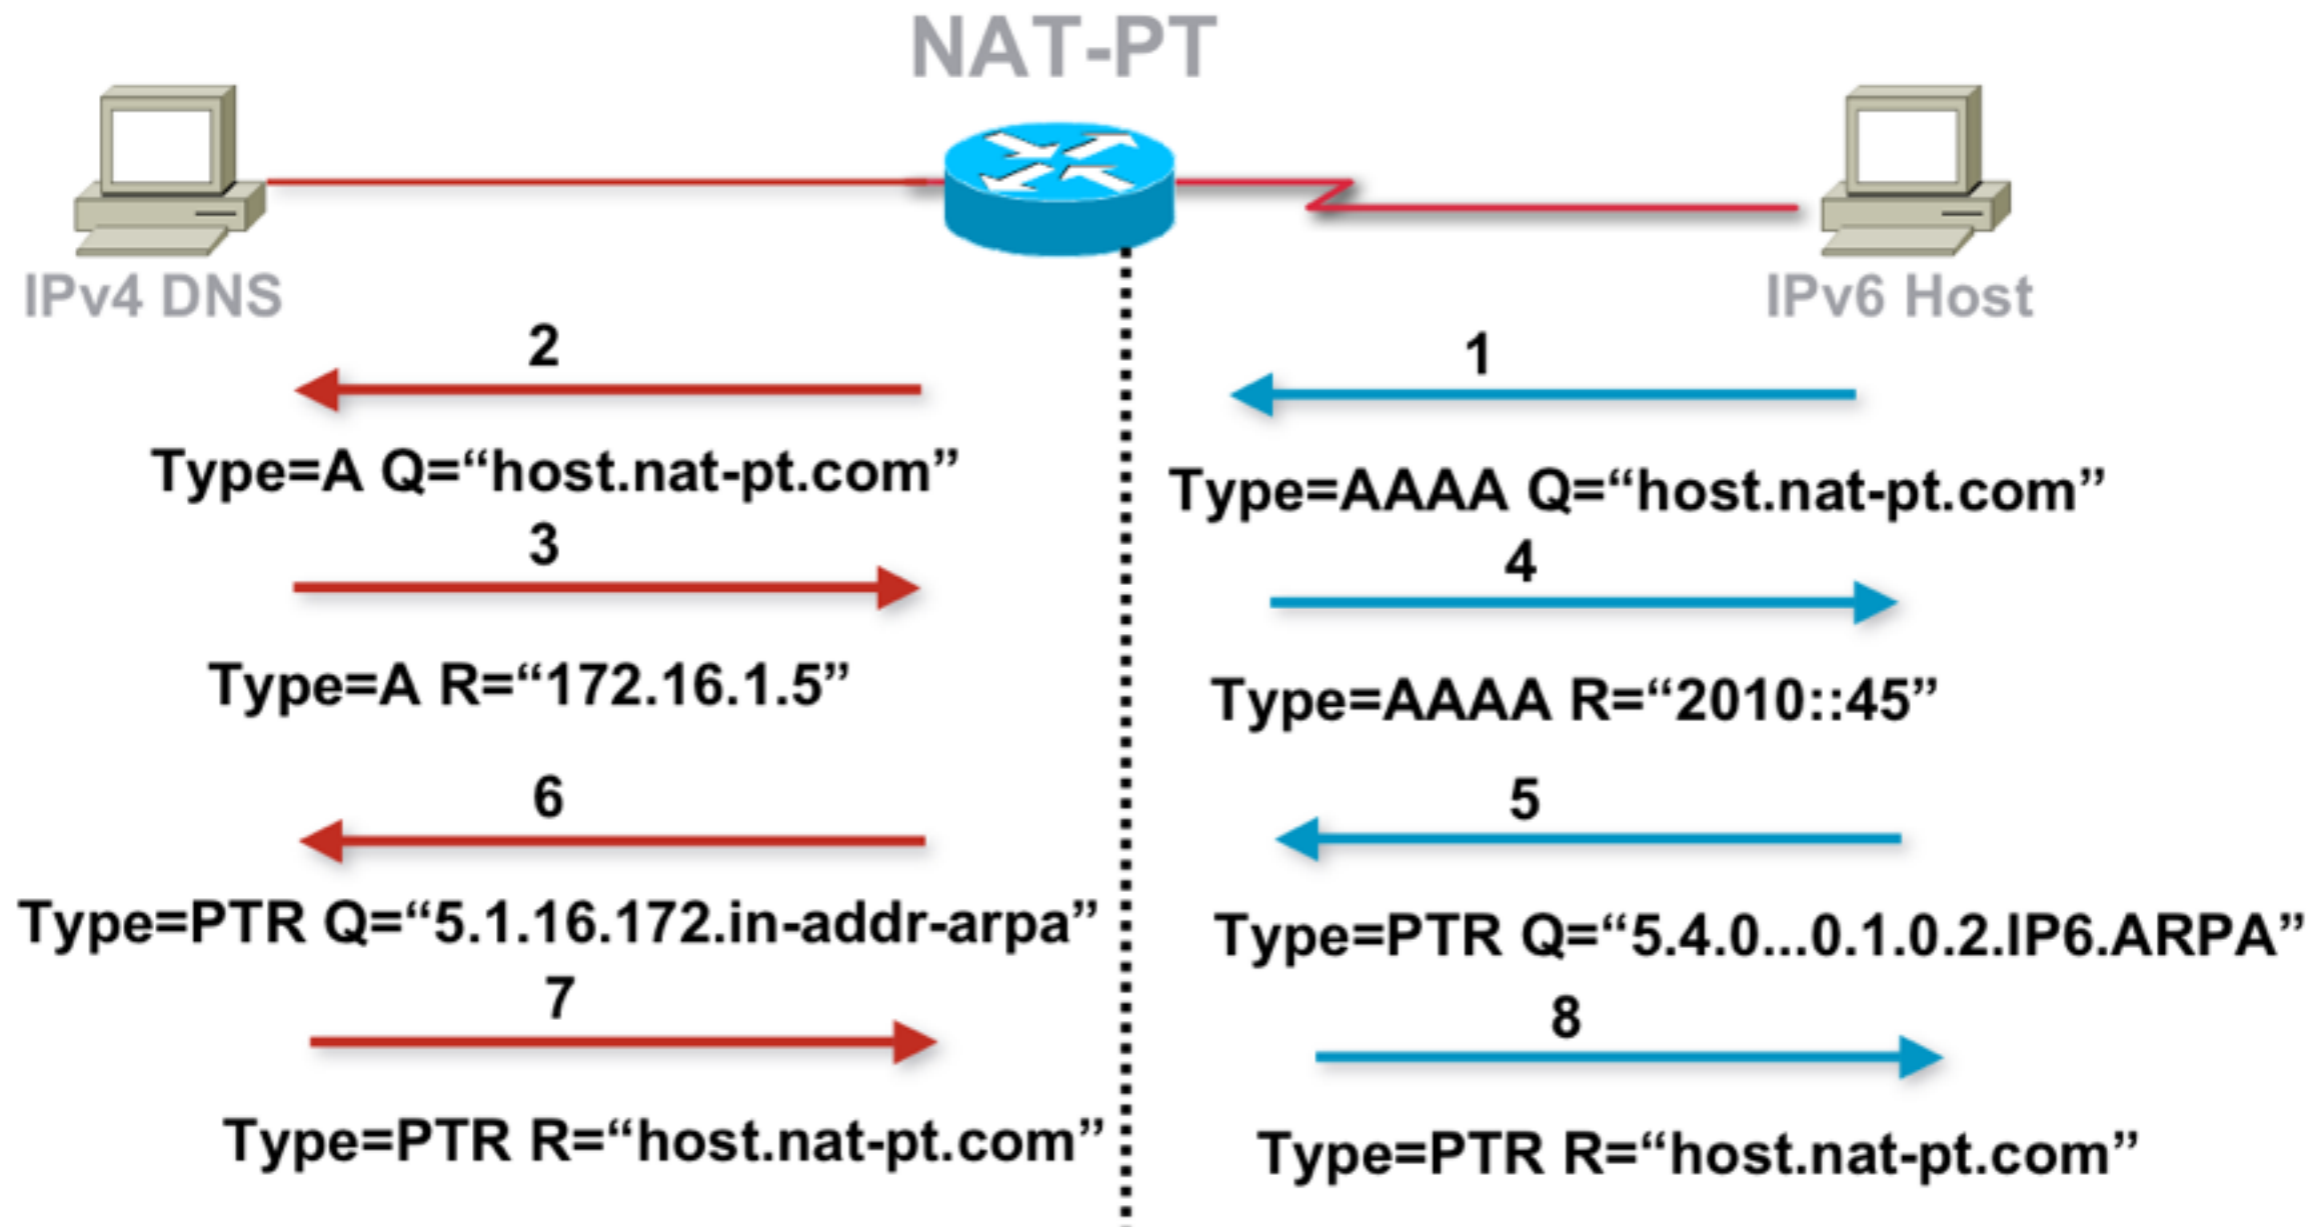 NAT-PT
IPv4 DNS
IPv6 Host
2
1
Type=A Q=“host.nat-pt.com”
Type=AAAA Q=“host.nat-pt.com”
3
4
Type=A R=“172.16.1.5”
Type=AAAA R=“2010::45”
6
5
Type=PTR Q=“5.1.16.172.in-addr-arpa”
Type=PTR Q=“5.4.0...0.1.0.2.IP6.ARPA”
7
8
Type=PTR R=“host.nat-pt.com”
Type=PTR R=“host.nat-pt.com”